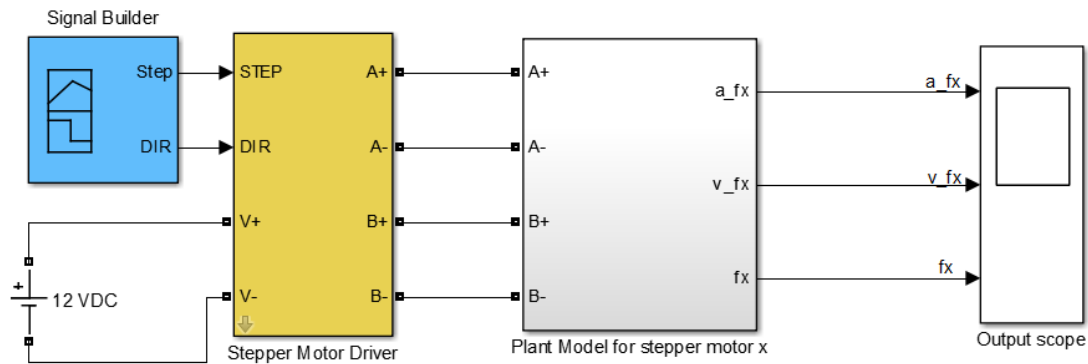 Signal Builder
Step
DIR
STEP
DIR
V+
V-
A+
A-
B+
B-
Stepper Motor Driver
+
12 VDC
A+
A-
B+
B-
a_fx
v_fx
fx
Plant Model for stepper motor x
a_fx
v_fx
fx
Output scope